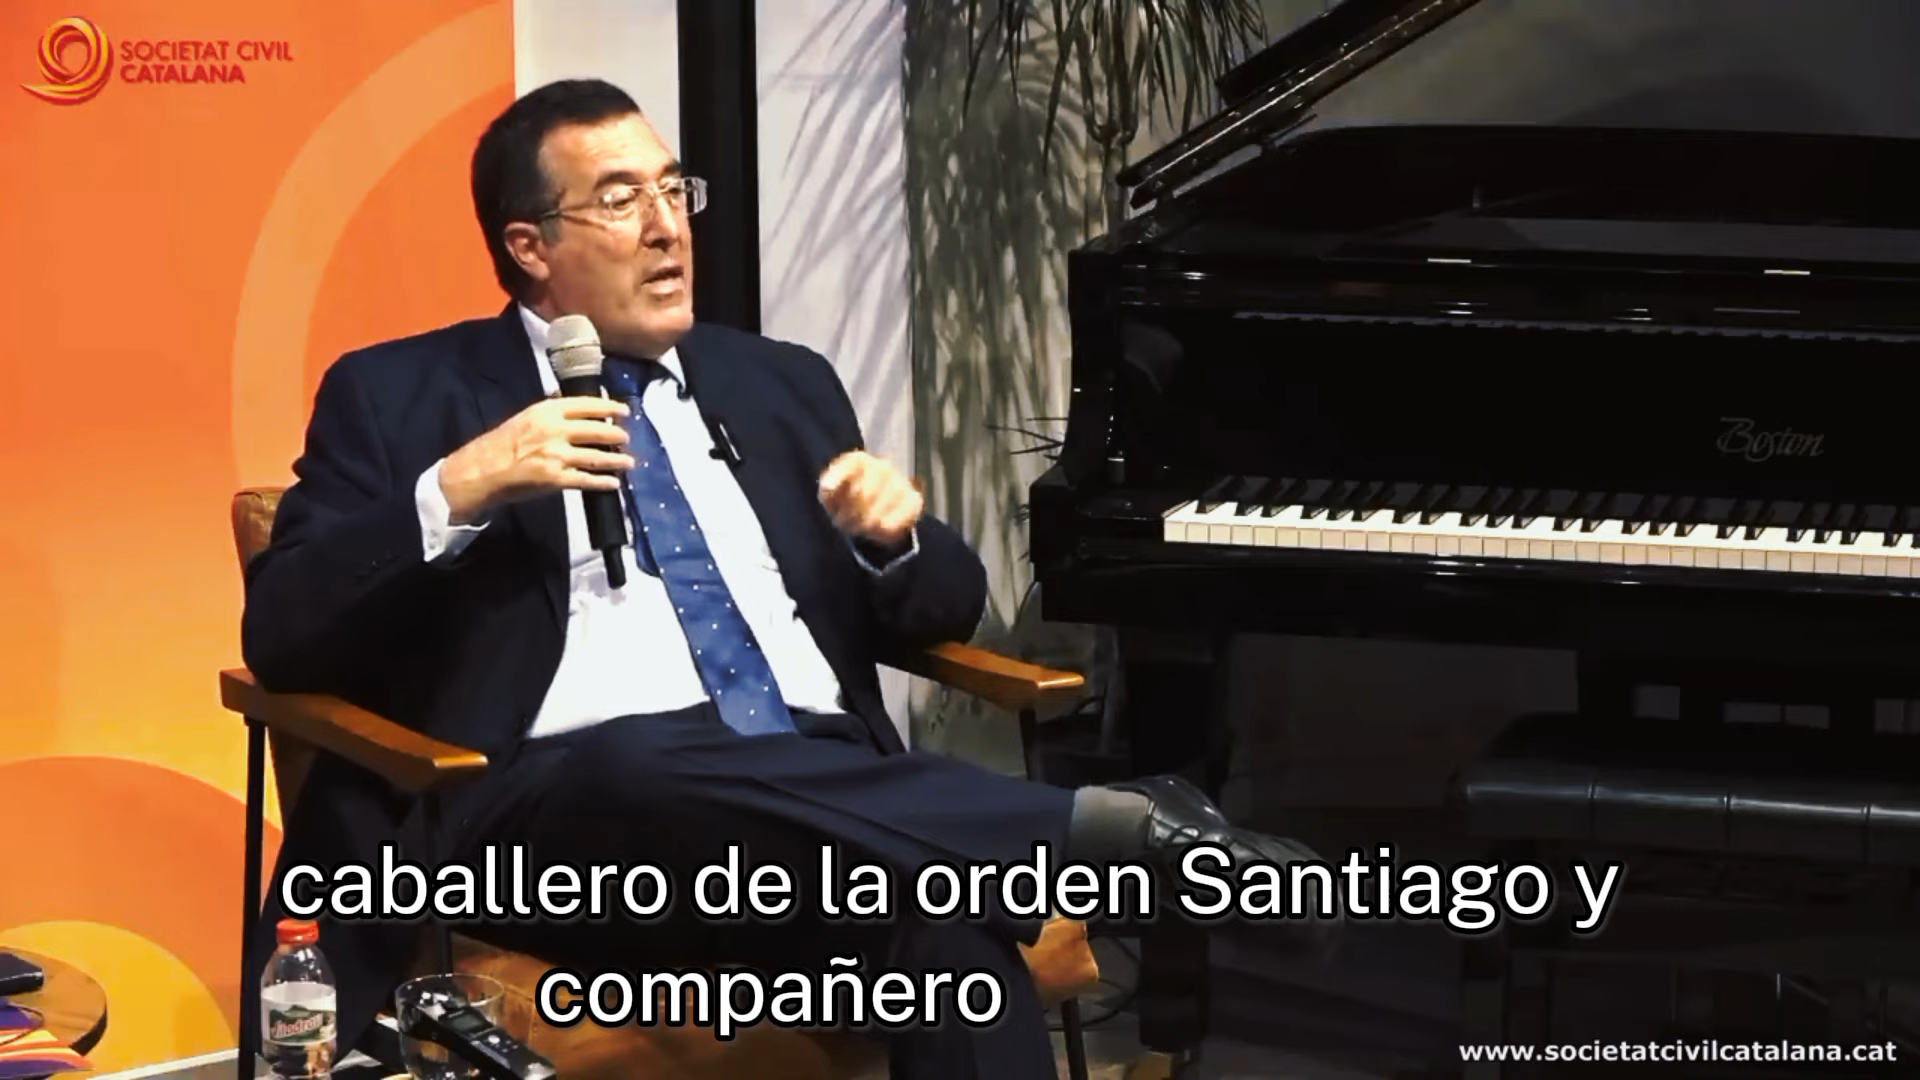 SOCIETAT CIVIL
CATALANA
Boston
caballero de la orden Santiago y
compañero
www.societatcivilcatalana.cat